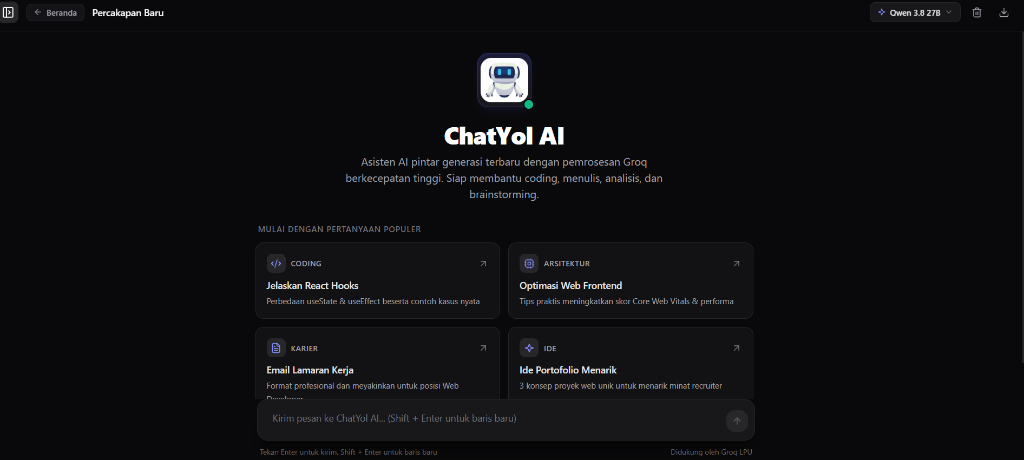 Beranda
Percakapan Baru
Qwen 3.8 27B
ChatYol AI
Asisten AI pintar generasi terbaru dengan pemrosesan Groq
berkecepatan tinggi. Siap membantu coding, menulis, analisis, dan
brainstorming.
MULAI DENGAN PERTANYAAN POPULER
CODING
Jelaskan React Hooks
Perbedaan useState & useEffect beserta contoh kasus nyata
ARSITEKTUR
Optimasi Web Frontend
Tips praktis meningkatkan skor Core Web Vitals & performa
KARIER
Email Lamaran Kerja
Format profesional dan meyakinkan untuk posisi Web
Developer
IDE
Ide Portofolio Menarik
3 konsep proyek web unik untuk menarik minat recruiter
Kirim pesan ke ChatYol AI... (Shift + Enter untuk baris baru)
Tekan Enter untuk kirim, Shift + Enter untuk baris baru
Didukung oleh Groq LPU